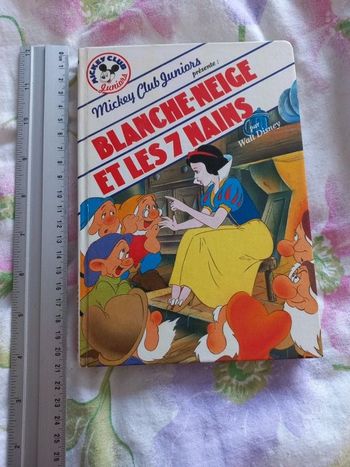 MICKEY CLUB
Juniors
Mickey Club Juniors
présente :
BLANCHE-NEIGE
ET LES 7 NAINS
par
Walt Disney